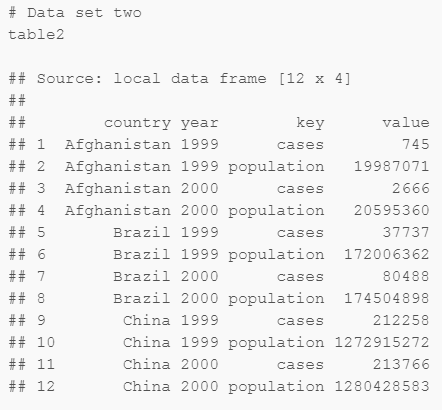 # Data set two
table2
## Source: local data frame [12 x 4]
##
##        country year        key      value
## 1  Afghanistan 1999      cases        745
## 2  Afghanistan 1999 population   19987071
## 3  Afghanistan 2000      cases       2666
## 4  Afghanistan 2000 population   20595360
## 5       Brazil 1999      cases      37737
## 6       Brazil 1999 population  172006362
## 7       Brazil 2000      cases      80488
## 8       Brazil 2000 population  174504898
## 9        China 1999      cases     212258
## 10       China 1999 population 1272915272
## 11       China 2000      cases     213766
## 12       China 2000 population 1280428583